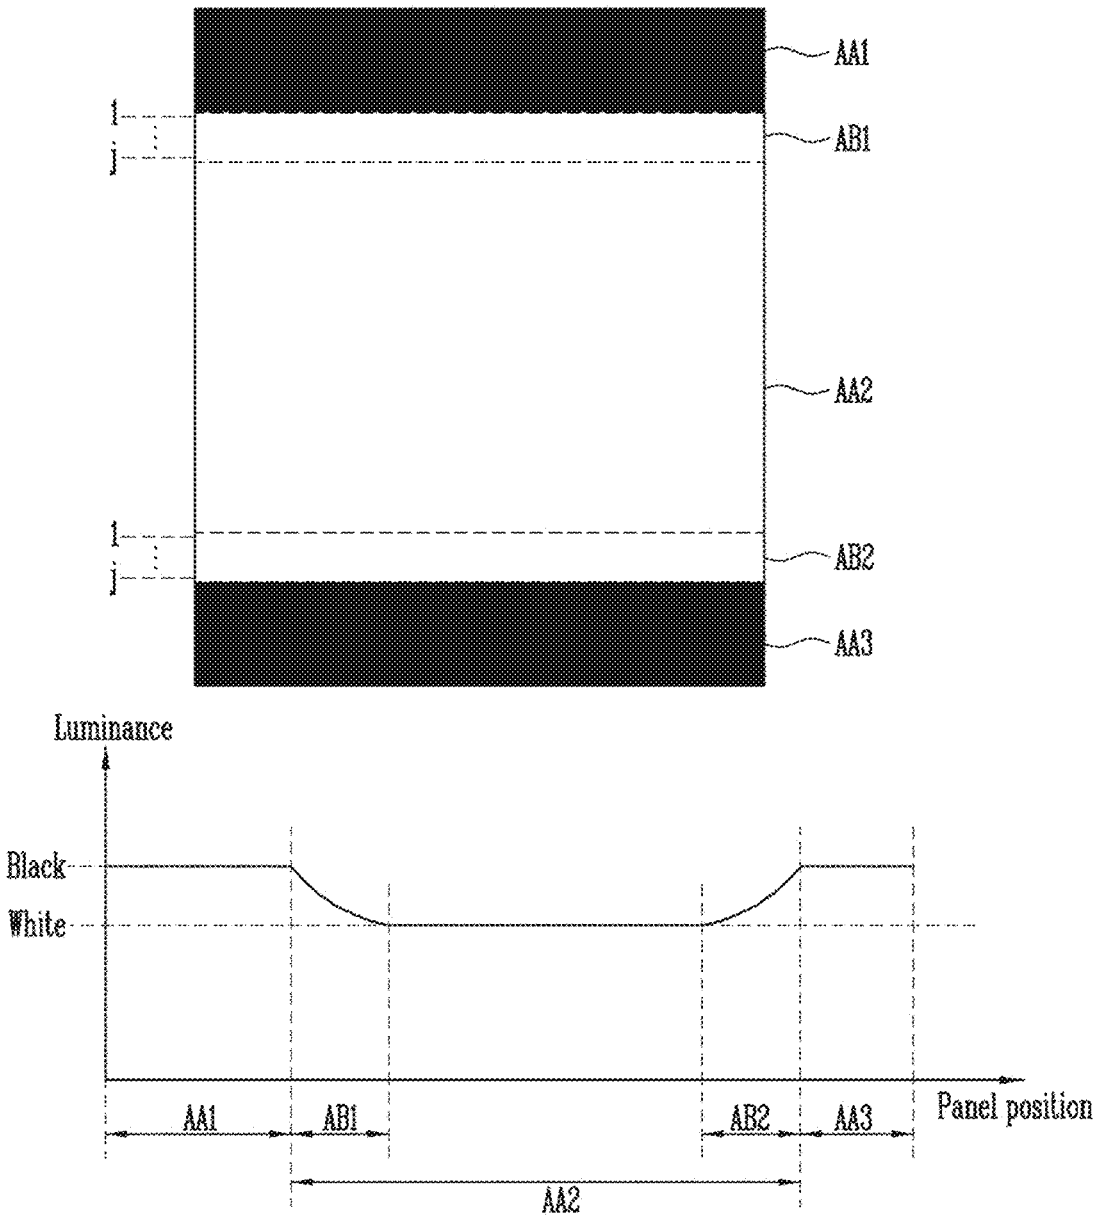 AA1
1
AB1
j
AA2
1
AB2
j
AA3
Luminance
Black
White
Panel position
AA1
AB1
AB2
AA3
AA2